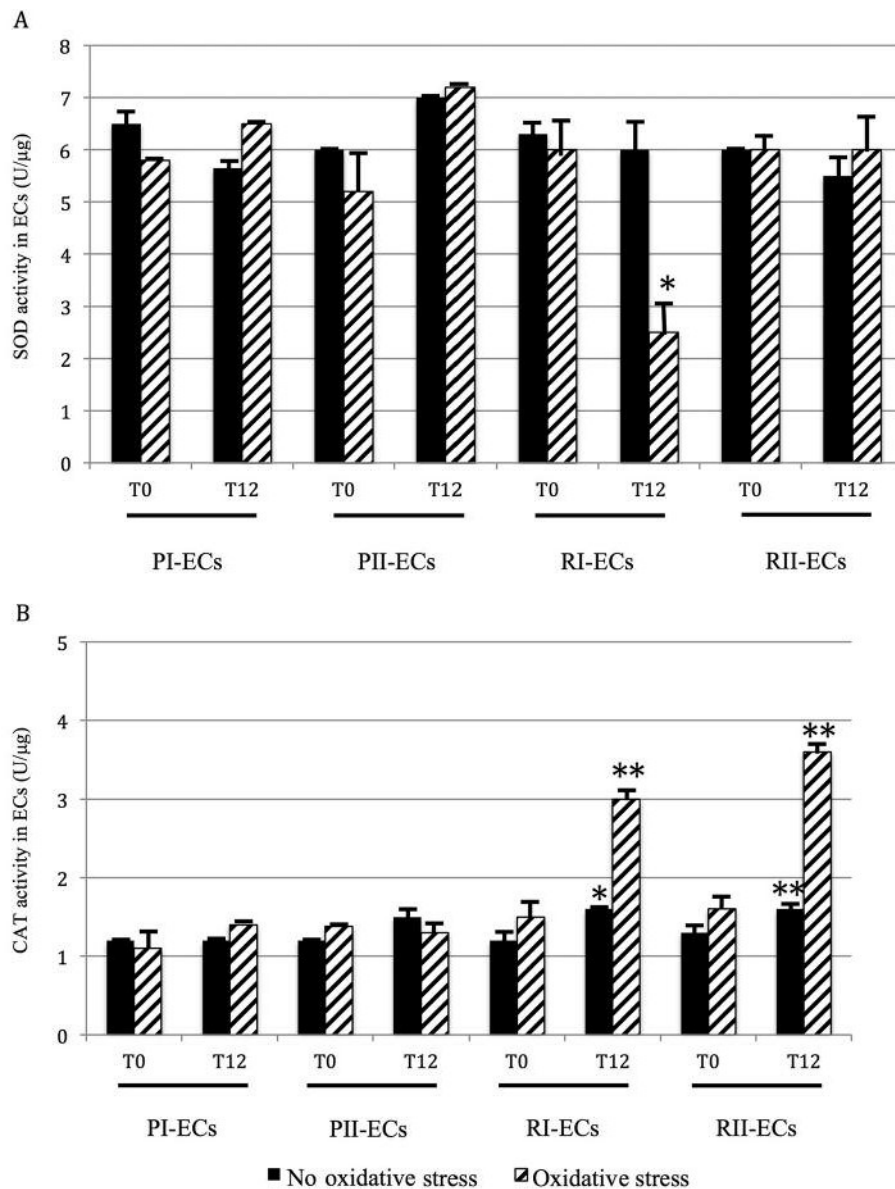 A
SOD activity in ECs (U/µg)
8
7
6
5
4
3
2
1
0
*
T0 T12 T0 T12 T0 T12 T0 T12
PI-ECs PII-ECs RI-ECs RII-ECs
B
CAT activity in ECs (U/µg)
5
4
3
2
1
0
* ** ** **
T0 T12 T0 T12 T0 T12 T0 T12
PI-ECs PII-ECs RI-ECs RII-ECs
No oxidative stress Oxidative stress